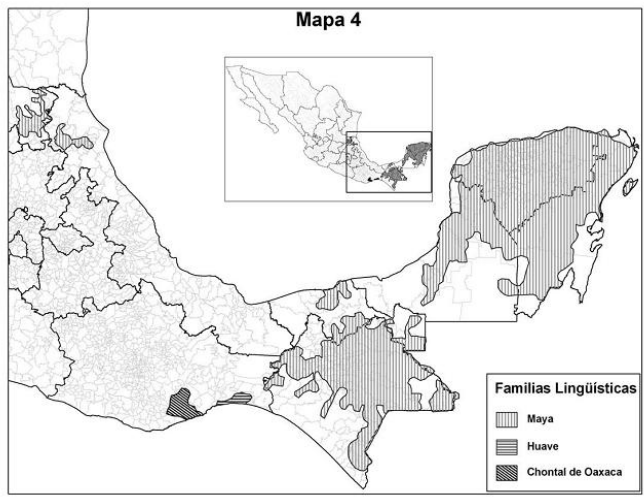 Mapa 4
Familias Lingüísticas
Maya
Huave
Chontal de Oaxaca